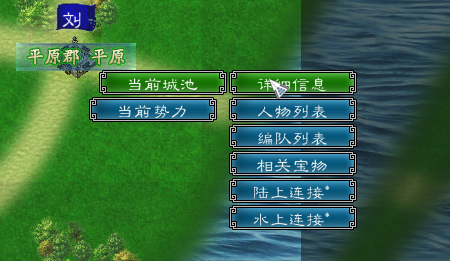 刘
平原郡 平原
当前城池
详细信息
当前势力
人物列表
编队列表
相关宝物
陆上连接*
水上连接*